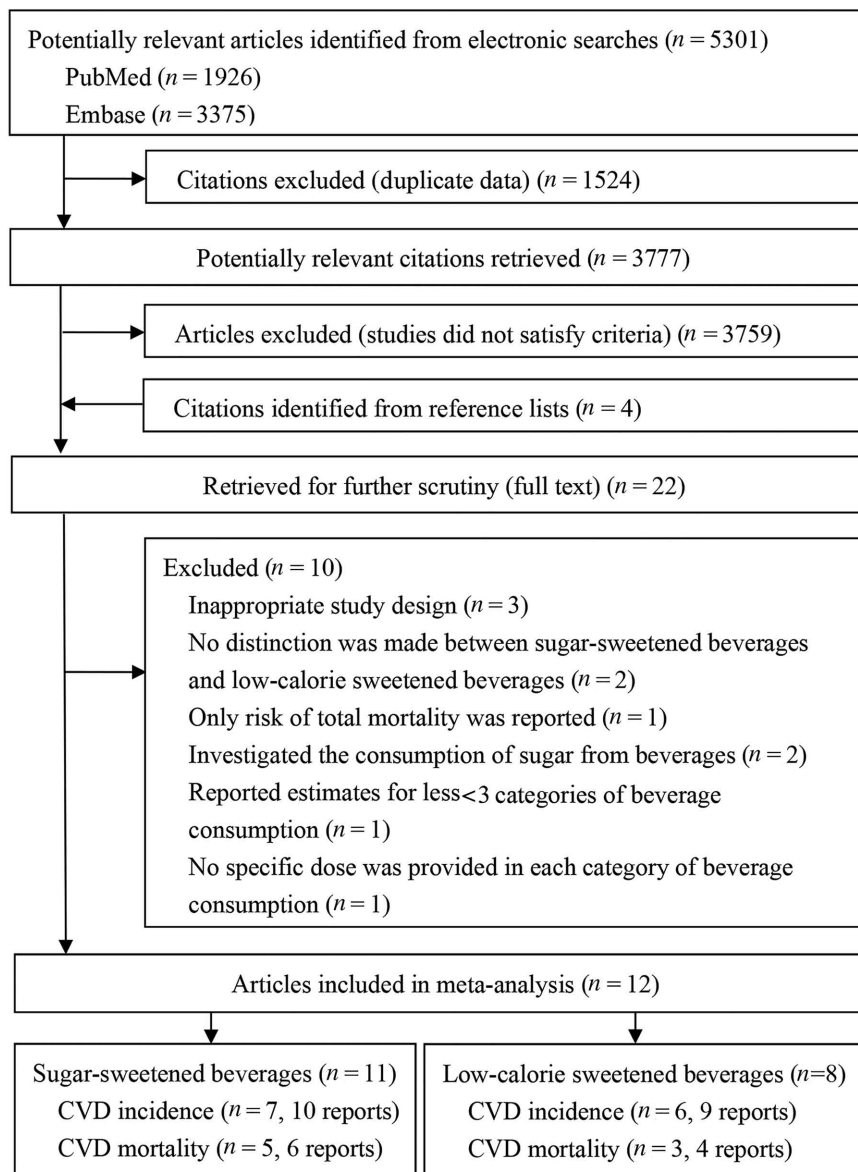 Potentially relevant articles identified from electronic searches (n = 5301)
PubMed (n = 1926)
Embase (n = 3375)
Citations excluded (duplicate data) (n = 1524)
Potentially relevant citations retrieved (n = 3777)
Articles excluded (studies did not satisfy criteria) (n = 3759)
Citations identified from reference lists (n = 4)
Retrieved for further scrutiny (full text) (n = 22)
Excluded (n = 10)
Inappropriate study design (n = 3)
No distinction was made between sugar-sweetened beverages
and low-calorie sweetened beverages (n = 2)
Only risk of total mortality was reported (n = 1)
Investigated the consumption of sugar from beverages (n = 2)
Reported estimates for less<3 categories of beverage
consumption (n = 1)
No specific dose was provided in each category of beverage
consumption (n = 1)
Articles included in meta-analysis (n = 12)
Sugar-sweetened beverages (n = 11)
CVD incidence (n = 7, 10 reports)
CVD mortality (n = 5, 6 reports)
Low-calorie sweetened beverages (n=8)
CVD incidence (n = 6, 9 reports)
CVD mortality (n = 3, 4 reports)